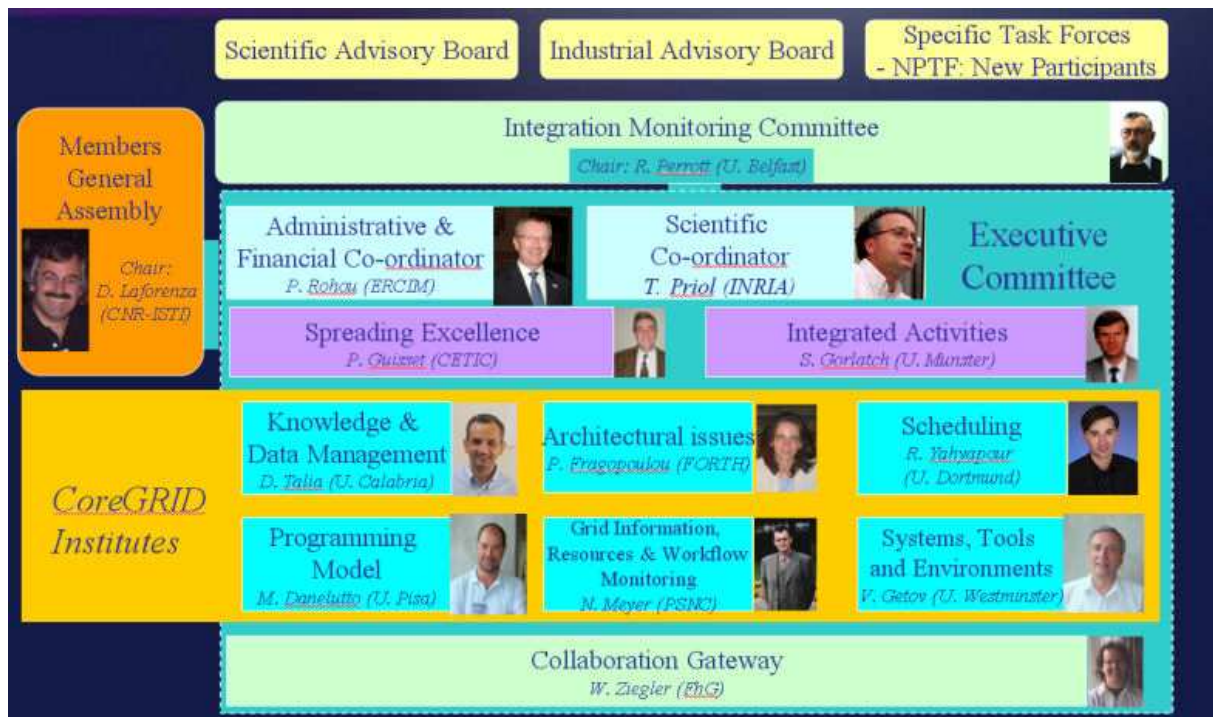 Scientific Advisory Board
Industrial Advisory Board
Specific Task Forces
- NPTF: New Participants
Members
General
Assembly
Chair:
D. Laforenza
(CNR-ISTI)
Integration Monitoring Committee
Chair: R. Perrott (U. Belfast)
Administrative &
Financial Co-ordinator
P. Rohou (ERCIM)
Scientific
Co-ordinator
T. Priol (INRIA)
Executive
Committee
Spreading Excellence
P. Guisset (CETIC)
Integrated Activities
S. Gorlatch (U. Munster)
CoreGRID
Institutes
Knowledge &
Data Management
D. Talia (U. Calabria)
Architectural issues
P. Fragopoulou (FORTH)
Scheduling
R. Yahyapour
(U. Dortmund)
Programming
Model
M. Danelutto (U. Pisa)
Grid Information,
Resources & Workflow
Monitoring
N. Meyer (PSNC)
Systems, Tools
and Environments
V. Getov (U. Westminster)
Collaboration Gateway
W. Ziegler (FhG)